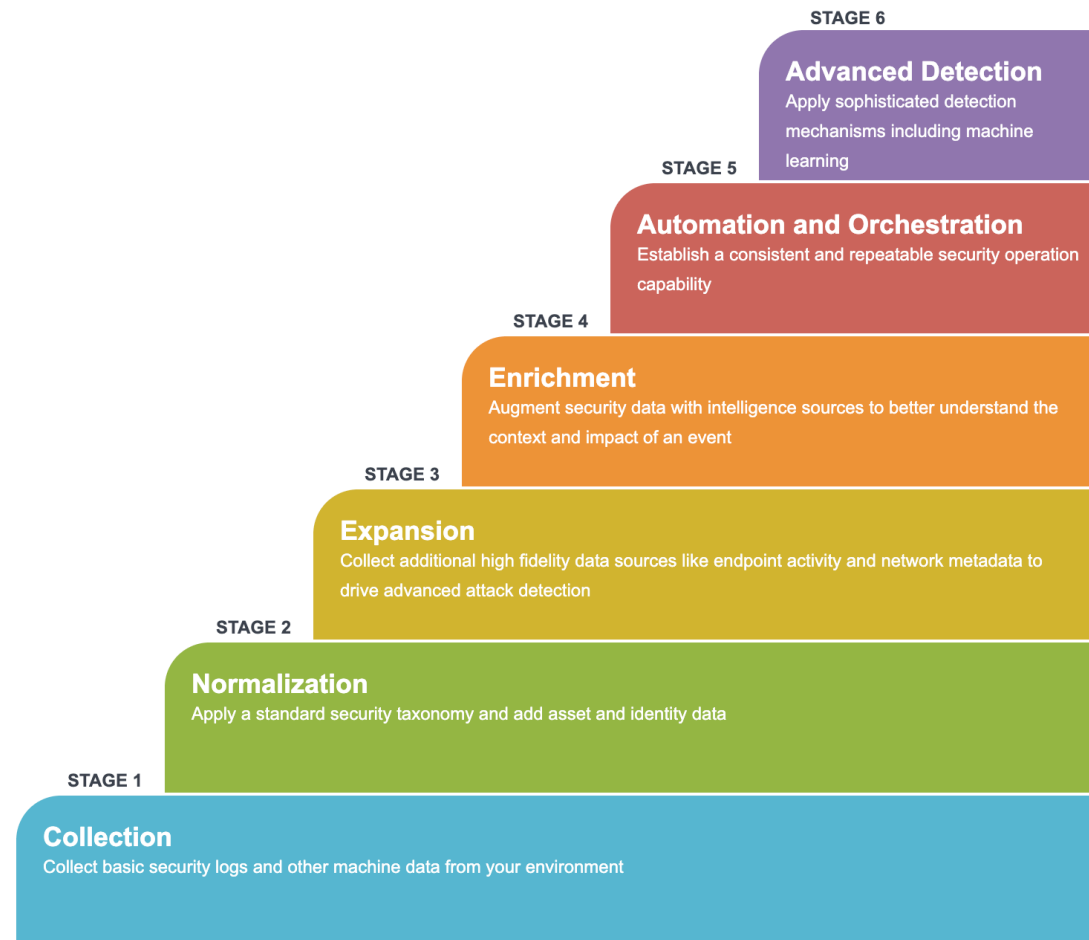 STAGE 6
Advanced Detection
Apply sophisticated detection
mechanisms including machine
learning
STAGE 5
Automation and Orchestration
Establish a consistent and repeatable security operation
capability
STAGE 4
Enrichment
Augment security data with intelligence sources to better understand the
context and impact of an event
STAGE 3
Expansion
Collect additional high fidelity data sources like endpoint activity and network metadata to
drive advanced attack detection
STAGE 2
Normalization
Apply a standard security taxonomy and add asset and identity data
STAGE 1
Collection
Collect basic security logs and other machine data from your environment